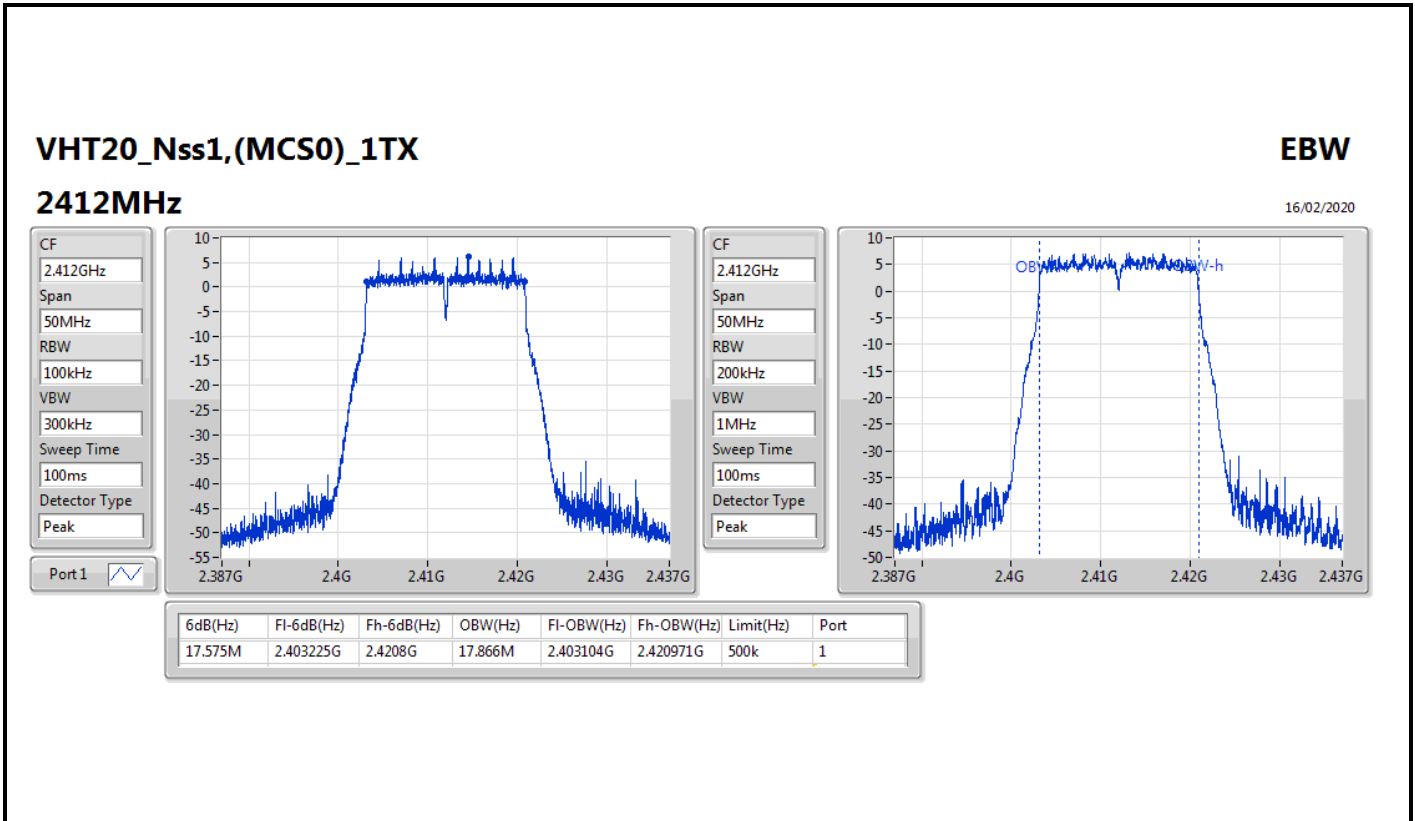 VHT20_Nss1,(MCS0)_1TX
EBW
2412MHz
16/02/2020
CF
2.412GHz
Span
50MHz
RBW
100kHz
VBW
300kHz
Sweep Time
100ms
Detector Type
Peak
Port 1
10
5
0
-5
-10
-15
-20
-25
-30
-35
-40
-45
-50
-55
2.387G 2.4G 2.41G 2.42G 2.43G 2.437G
CF
2.412GHz
Span
50MHz
RBW
200kHz
VBW
1MHz
Sweep Time
100ms
Detector Type
Peak
10
5
0
-5
-10
-15
-20
-25
-30
-35
-40
-45
-50
2.387G 2.4G 2.41G 2.42G 2.43G 2.437G
6dB(Hz) Fl-6dB(Hz) Fh-6dB(Hz) OBW(Hz) Fl-OBW(Hz) Fh-OBW(Hz) Limit(Hz) Port
17.575M 2.403225G 2.4208G 17.866M 2.403104G 2.420971G 500k 1